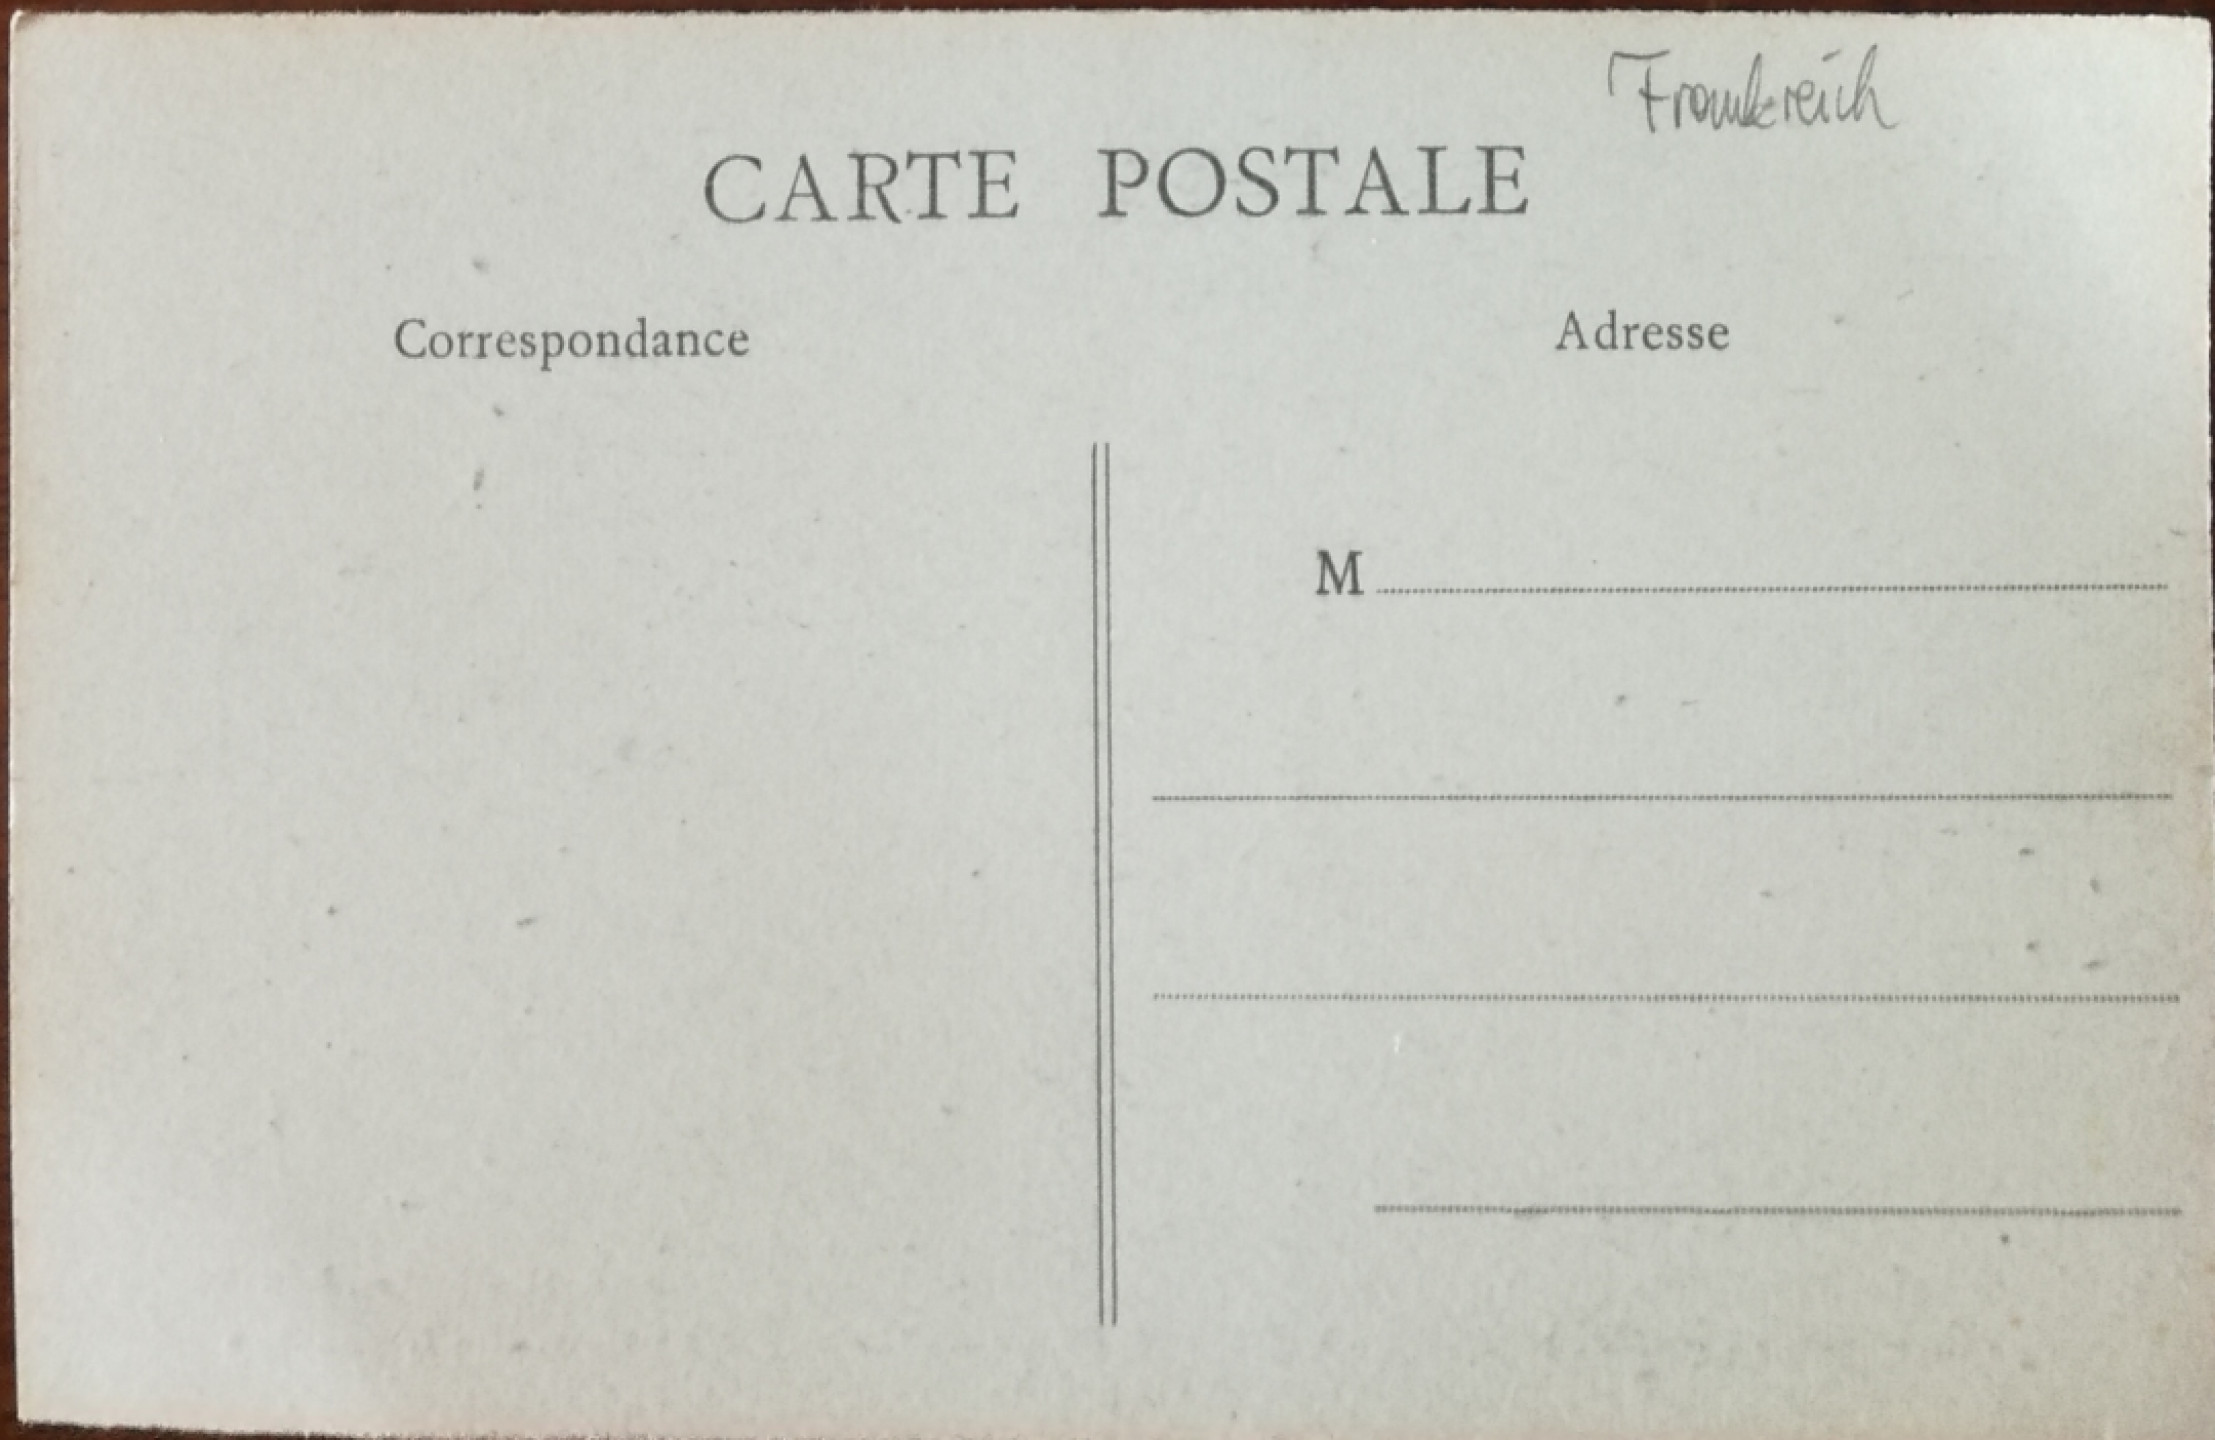 Frankreich
CARTE POSTALE
Correspondance
Adresse
M